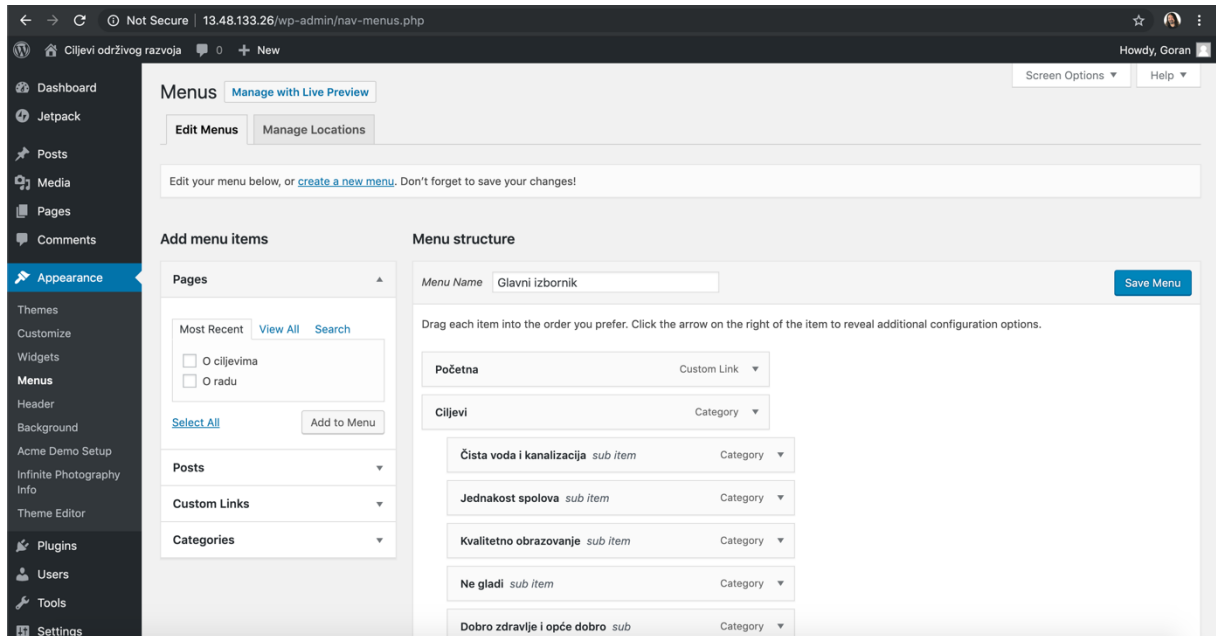 Not Secure | 13.48.133.26/wp-admin/nav-menus.php
Ciljevi održivog razvoja 0 + New Howdy, Goran
Screen Options ▼ Help ▼
Dashboard
Jetpack
Posts
Media
Pages
Comments
Appearance
Themes
Customize
Widgets
Menus
Header
Background
Acme Demo Setup
Infinite Photography
Info
Theme Editor
Plugins
Users
Tools
Settings
Menus Manage with Live Preview
Edit Menus Manage Locations
Edit your menu below, or create a new menu. Don’t forget to save your changes!
Add menu items
Pages
Most Recent View All Search
O ciljevima
O radu
Select All Add to Menu
Posts
Custom Links
Categories
Menu structure
Menu Name Glavni izbornik Save Menu
Drag each item into the order you prefer. Click the arrow on the right of the item to reveal additional configuration options.
Početna Custom Link
Ciljevi Category
Čista voda i kanalizacija sub item Category
Jednakost spolova sub item Category
Kvalitetno obrazovanje sub item Category
Ne gladi sub item Category
Dobro zdravlje i opće dobro sub Category